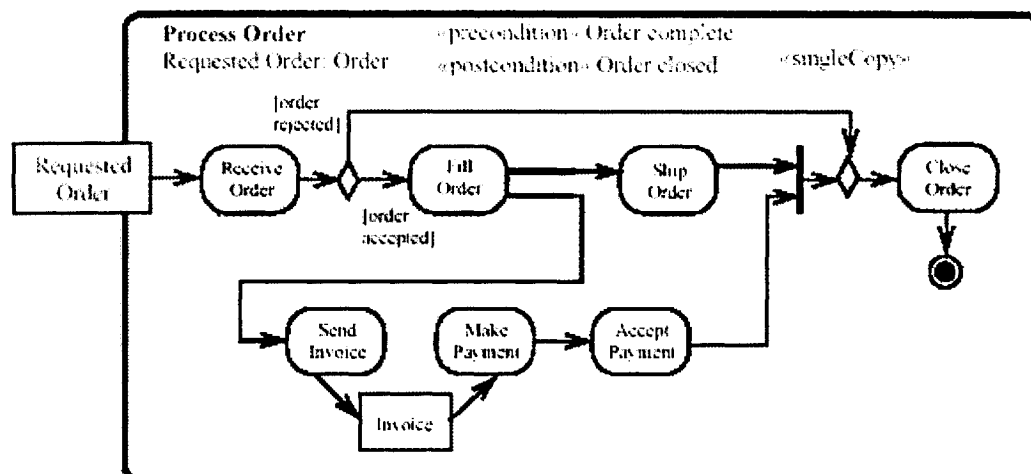 Process Order
«precondition» Order complete
Requested Order: Order
«postcondition» Order closed
«singleCopy»
[order
rejected]
Requested
Order
Receive
Order
Fill
Order
Ship
Order
Close
Order
[order
accepted]
Send
Invoice
Make
Payment
Accept
Payment
Invoice